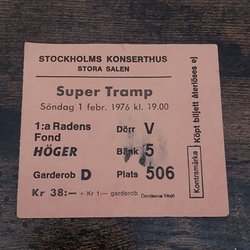 STOCKHOLMS KONSERTHUS
STORA SALEN
Super Tramp
Söndag 1 febr. 1976 kl. 19.00
1:a Radens Dörr V
Fond
HÖGER Bänk 5
Garderob D Plats 506
Kr 38:— + Kr 1:— garderob
Kontramärke
Köpt biljett återlöses ej